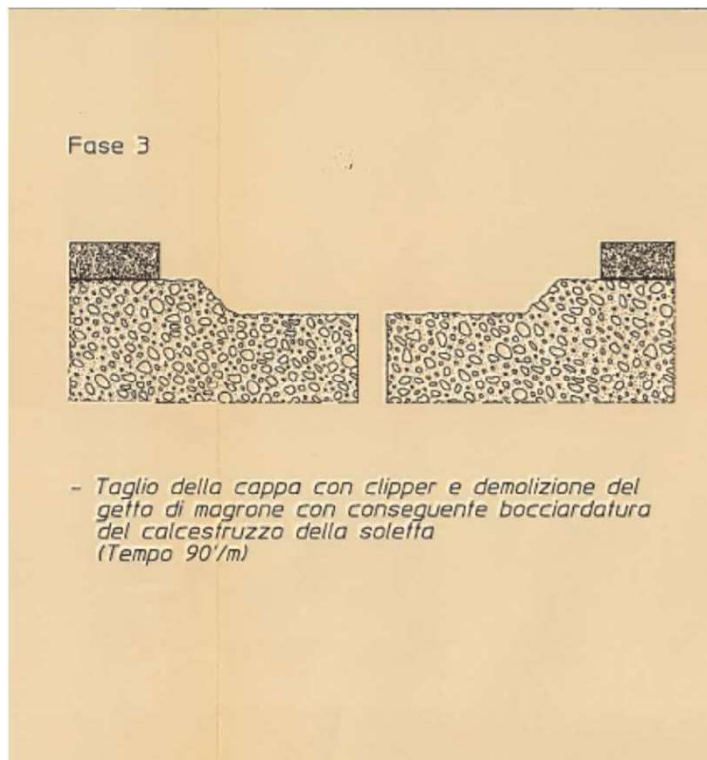 Fase 3
- Taglio della cappa con clipper e demolizione del
getto di magrone con conseguente bocciardatura
del calcestruzzo della soletta
(Tempo 90'/m)